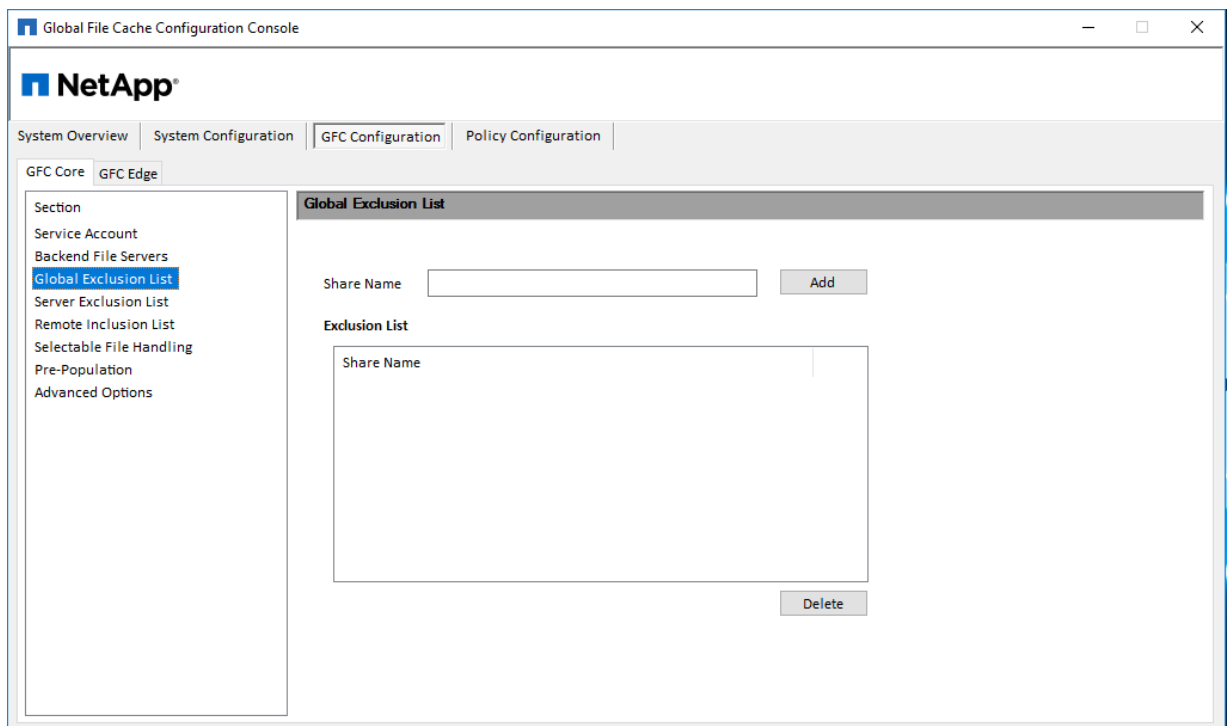 Global File Cache Configuration Console
NetApp®
System Overview System Configuration GFC Configuration Policy Configuration
GFC Core GFC Edge
Section
Service Account
Backend File Servers
Global Exclusion List
Server Exclusion List
Remote Inclusion List
Selectable File Handling
Pre-Population
Advanced Options
Global Exclusion List
Share Name Add
Exclusion List
Share Name
Delete